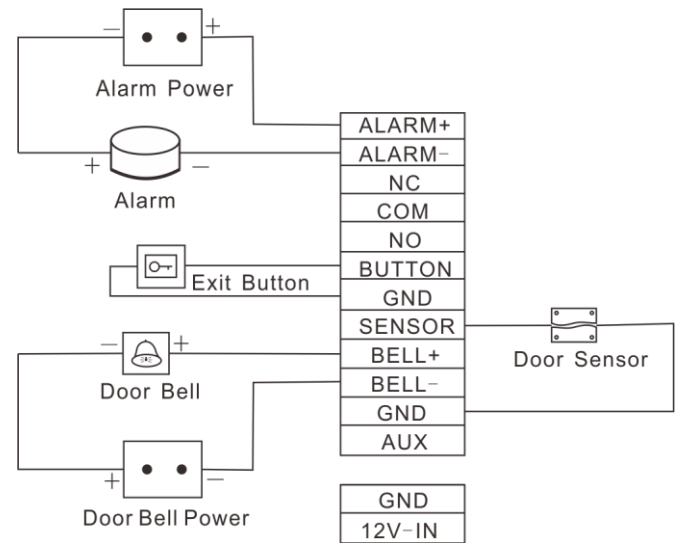 − +
Alarm Power
+ −
Alarm
Exit Button
− +
Door Bell
+ −
Door Bell Power
ALARM+
ALARM−
NC
COM
NO
BUTTON
GND
SENSOR
BELL+
BELL−
GND
AUX
GND
12V−IN
Door Sensor